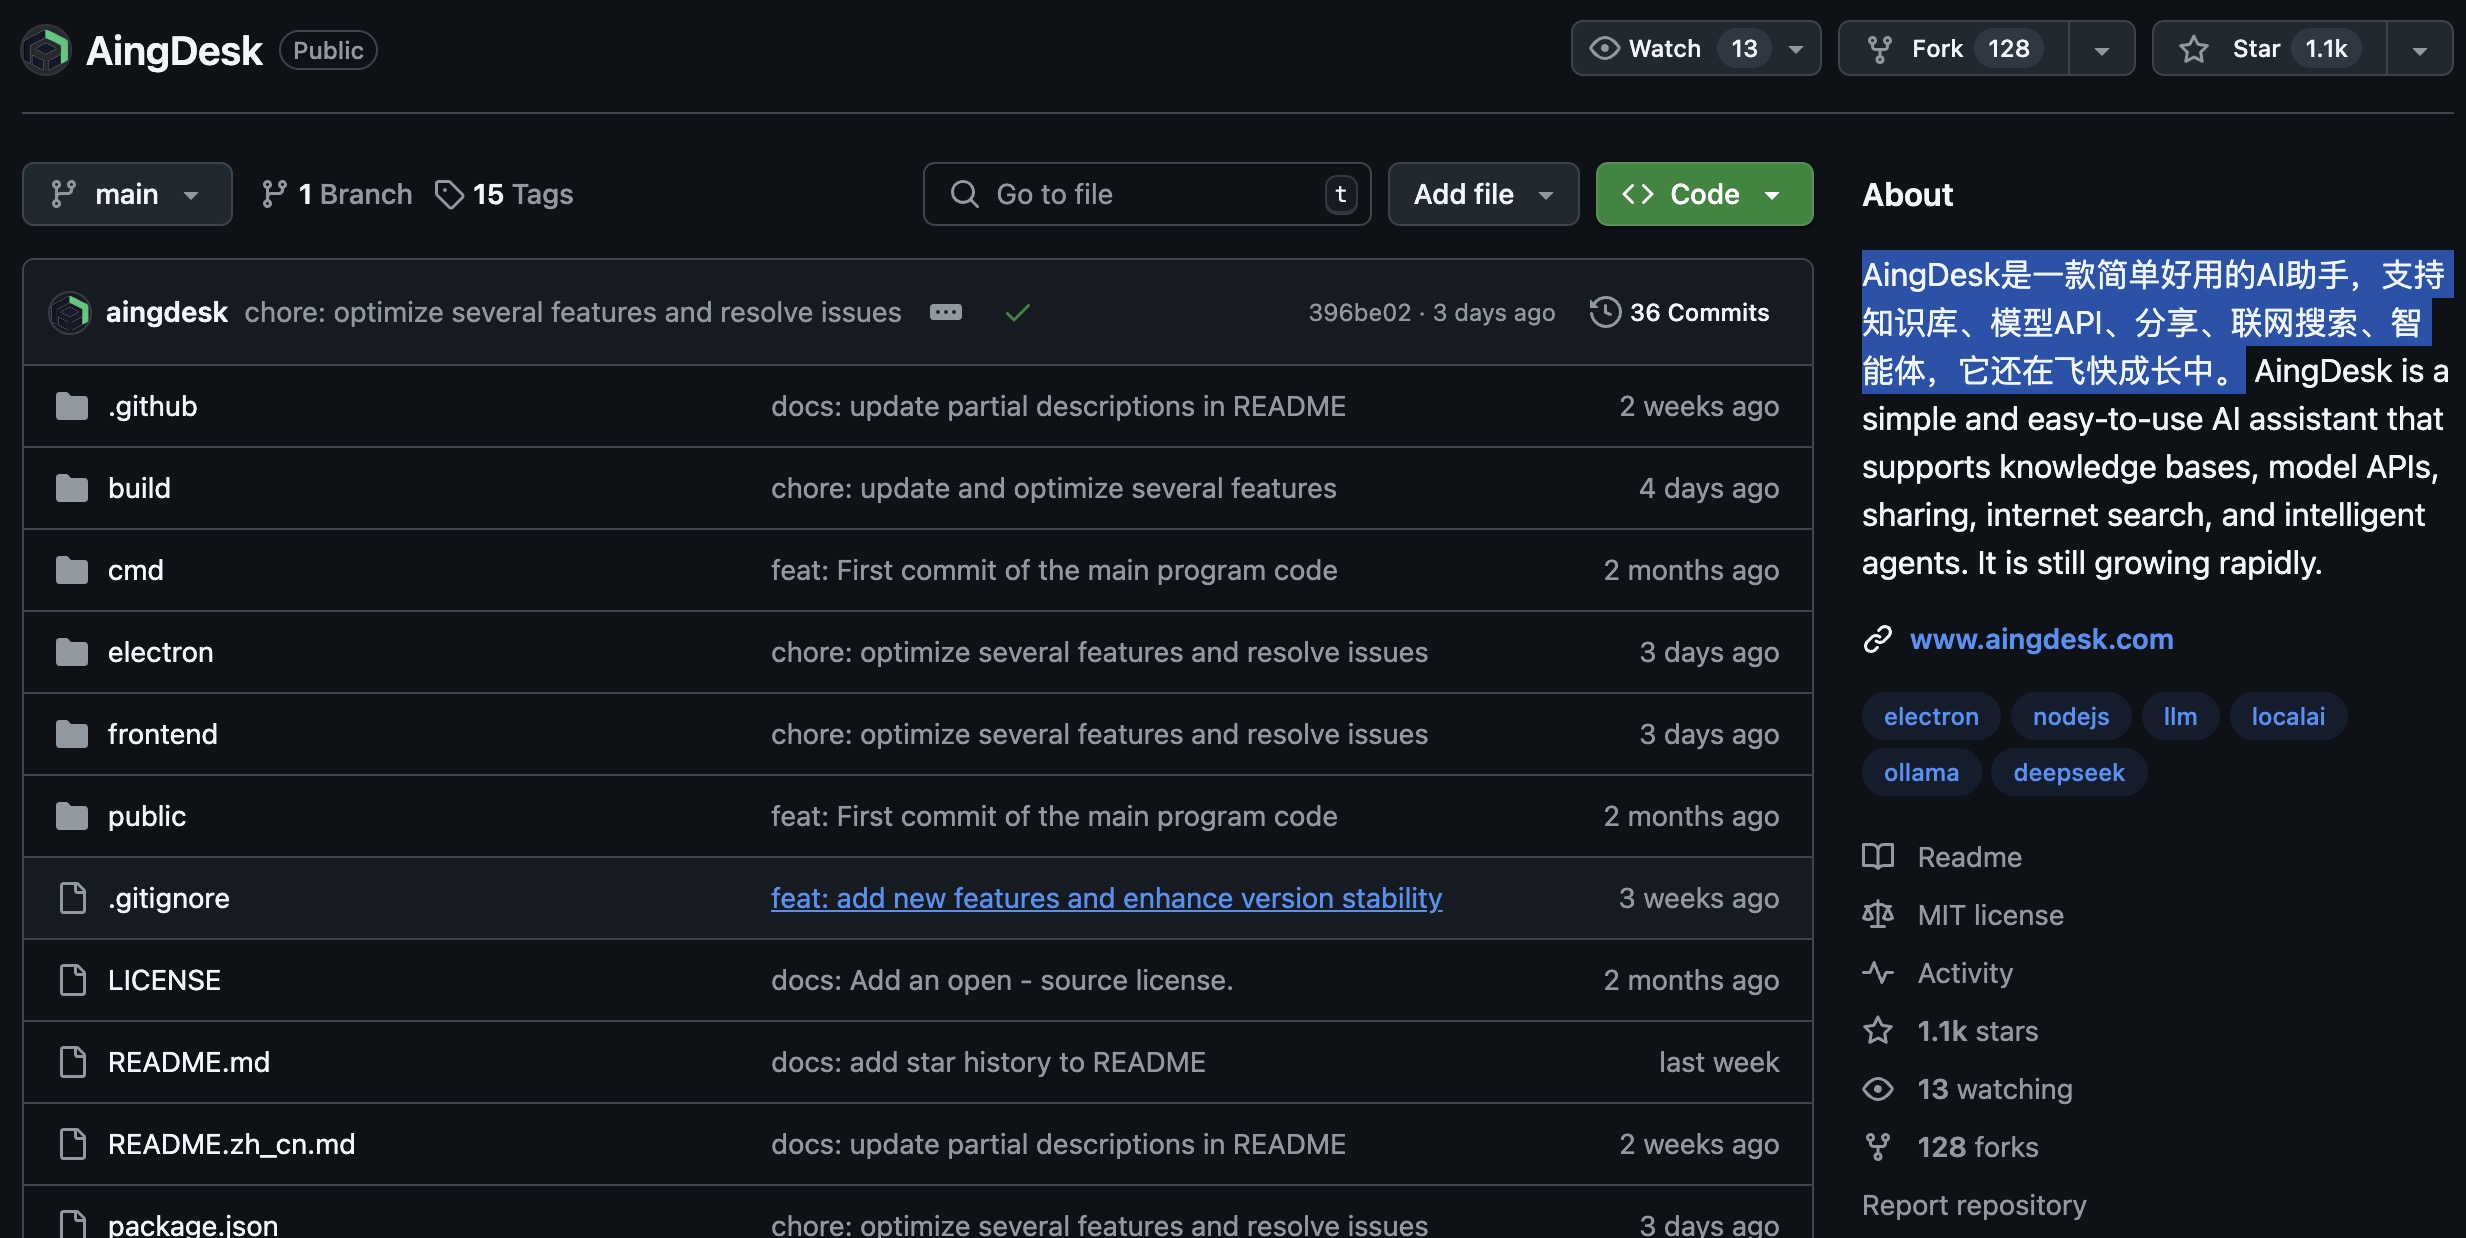 AingDesk Public
Watch 13
Fork 128
Star 1.1k
main
1 Branch
15 Tags
Go to file t
Add file
Code
aingdesk chore: optimize several features and resolve issues 396be02 · 3 days ago 36 Commits
.github docs: update partial descriptions in README 2 weeks ago
build chore: update and optimize several features 4 days ago
cmd feat: First commit of the main program code 2 months ago
electron chore: optimize several features and resolve issues 3 days ago
frontend chore: optimize several features and resolve issues 3 days ago
public feat: First commit of the main program code 2 months ago
.gitignore feat: add new features and enhance version stability 3 weeks ago
LICENSE docs: Add an open - source license. 2 months ago
README.md docs: add star history to README last week
README.zh_cn.md docs: update partial descriptions in README 2 weeks ago
package.json chore: optimize several features and resolve issues 3 days ago
About
AingDesk是一款简单好用的AI助手，支持
知识库、模型API、分享、联网搜索、智
能体，它还在飞快成长中。 AingDesk is a
simple and easy-to-use AI assistant that
supports knowledge bases, model APIs,
sharing, internet search, and intelligent
agents. It is still growing rapidly.
www.aingdesk.com
electron nodejs llm localai
ollama deepseek
Readme
MIT license
Activity
1.1k stars
13 watching
128 forks
Report repository